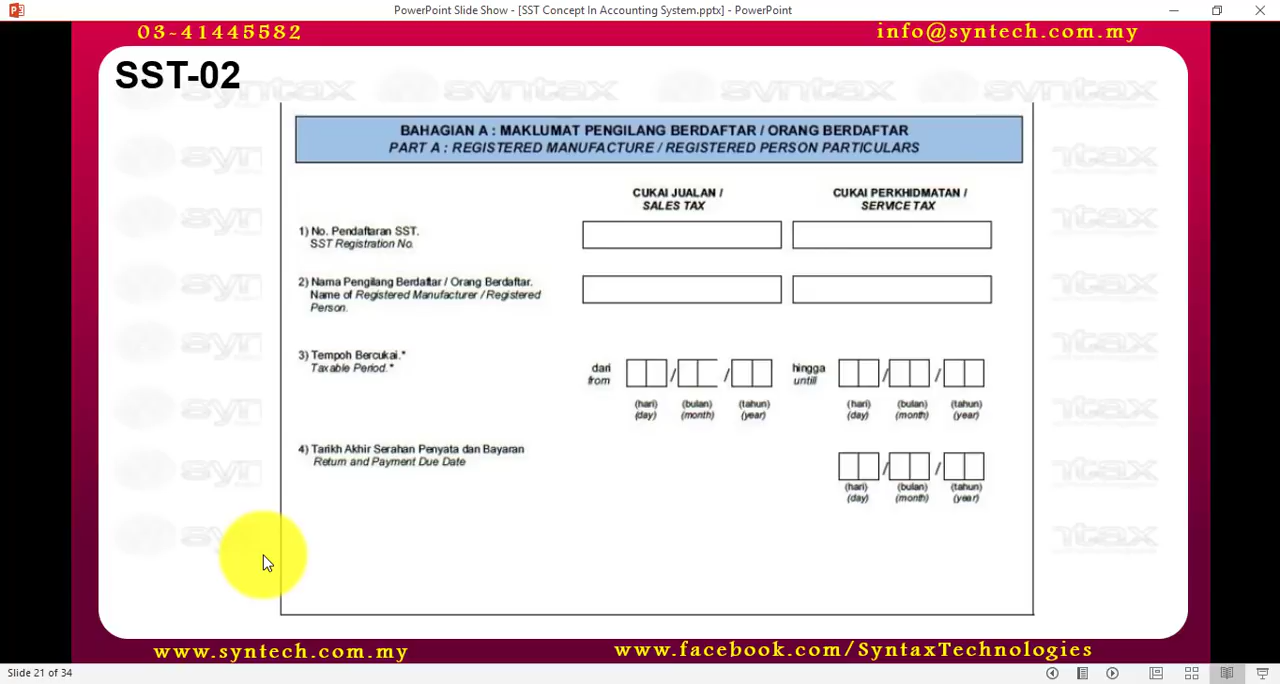 PowerPoint Slide Show - [SST Concept In Accounting System.pptx] - PowerPoint
03-41445582
info@syntech.com.my
SST-02
syntax syntax syntax syntax
BAHAGIAN A : MAKLUMAT PENGILANG BERDAFTAR / ORANG BERDAFTAR
PART A : REGISTERED MANUFACTURE / REGISTERED PERSON PARTICULARS
CUKAI JUALAN / CUKAI PERKHIDMATAN /
SALES TAX SERVICE TAX
1) No. Pendaftaran SST.
SST Registration No.
2) Nama Pengilang Berdaftar / Orang Berdaftar.
Name of Registered Manufacturer / Registered
Person.
3) Tempoh Bercukai.*
Taxable Period.*
dari / / hingga / /
from untill
(hari) (bulan) (tahun) (hari) (bulan) (tahun)
(day) (month) (year) (day) (month) (year)
4) Tarikh Akhir Serahan Penyata dan Bayaran
Return and Payment Due Date
/ /
(hari) (bulan) (tahun)
(day) (month) (year)
www.syntech.com.my
www.facebook.com/SyntaxTechnologies
Slide 21 of 34